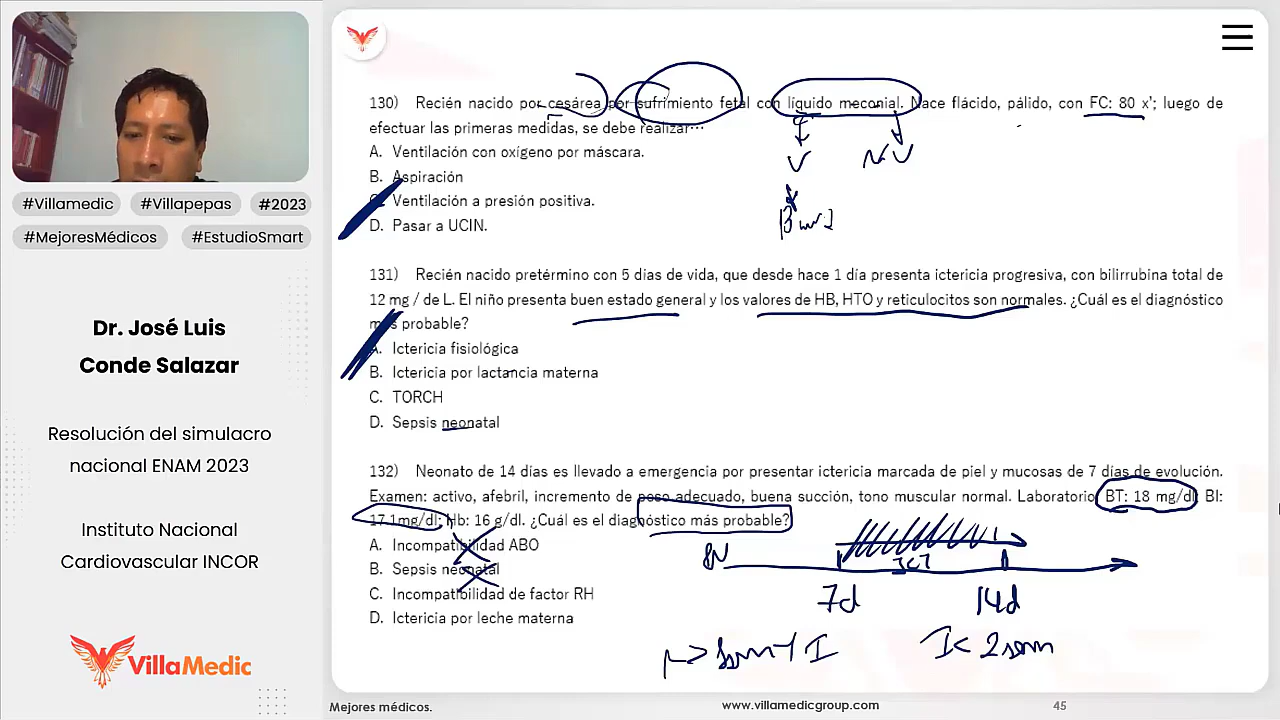 #Villamedic #Villapepas #2023
#MejoresMédicos #EstudioSmart
Dr. José Luis
Conde Salazar
Resolución del simulacro
nacional ENAM 2023
Instituto Nacional
Cardiovascular INCOR
VILLAMEDIC
130) Recién nacido por cesárea por sufrimiento fetal con líquido meconial. Nace flácido, pálido, con FC: 80 x'; luego de
efectuar las primeras medidas, se debe realizar…
V NV
A. Ventilación con oxígeno por máscara.
B. Aspiración
C. Ventilación a presión positiva.
D. Pasar a UCIN.
131) Recién nacido pretérmino con 5 días de vida, que desde hace 1 día presenta ictericia progresiva, con bilirrubina total de
12 mg / de L. El niño presenta buen estado general y los valores de HB, HTO y reticulocitos son normales. ¿Cuál es el diagnóstico
más probable?
A. Ictericia fisiológica
B. Ictericia por lactancia materna
C. TORCH
D. Sepsis neonatal
132) Neonato de 14 días es llevado a emergencia por presentar ictericia marcada de piel y mucosas de 7 días de evolución.
Examen: activo, afebril, incremento de peso adecuado, buena succión, tono muscular normal. Laboratorio BT: 18 mg/dl; BI:
17.1mg/dl; Hb: 16 g/dl. ¿Cuál es el diagnóstico más probable?
A. Incompatibilidad ABO
B. Sepsis neonatal
C. Incompatibilidad de factor RH
D. Ictericia por leche materna
RN ICT
7d 14d
I< 2sem
Mejores médicos. www.villamedicgroup.com 45